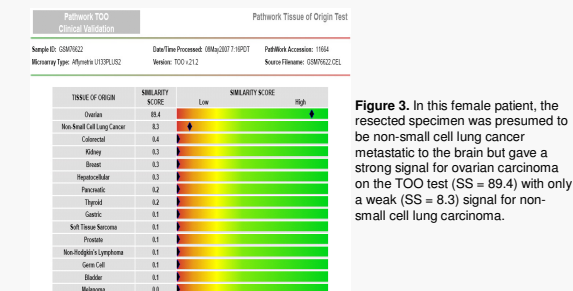 Pathwork TOO
Clinical Validation
Pathwork Tissue of Origin Test
Sample ID: GSM76622
Date/Time Processed: 08May2007 7:16PDT
PathWork Accession: 11664
Microarray Type: Affymetrix U133PLUS2
Version: TOO v.21.2
Source Filename: GSM76622.CEL
TISSUE OF ORIGIN
SIMILARITY SCORE
SIMILARITY SCORE
Low High
Ovarian 89.4
Non-Small Cell Lung Cancer 8.3
Colorectal 0.4
Kidney 0.3
Breast 0.3
Hepatocellular 0.3
Pancreatic 0.2
Thyroid 0.2
Gastric 0.1
Soft Tissue Sarcoma 0.1
Prostate 0.1
Non-Hodgkin's Lymphoma 0.1
Germ Cell 0.1
Bladder 0.1
Melanoma 0.0
Figure 3. In this female patient, the
resected specimen was presumed to
be non-small cell lung cancer
metastatic to the brain but gave a
strong signal for ovarian carcinoma
on the TOO test (SS = 89.4) with only
a weak (SS = 8.3) signal for non-
small cell lung carcinoma.